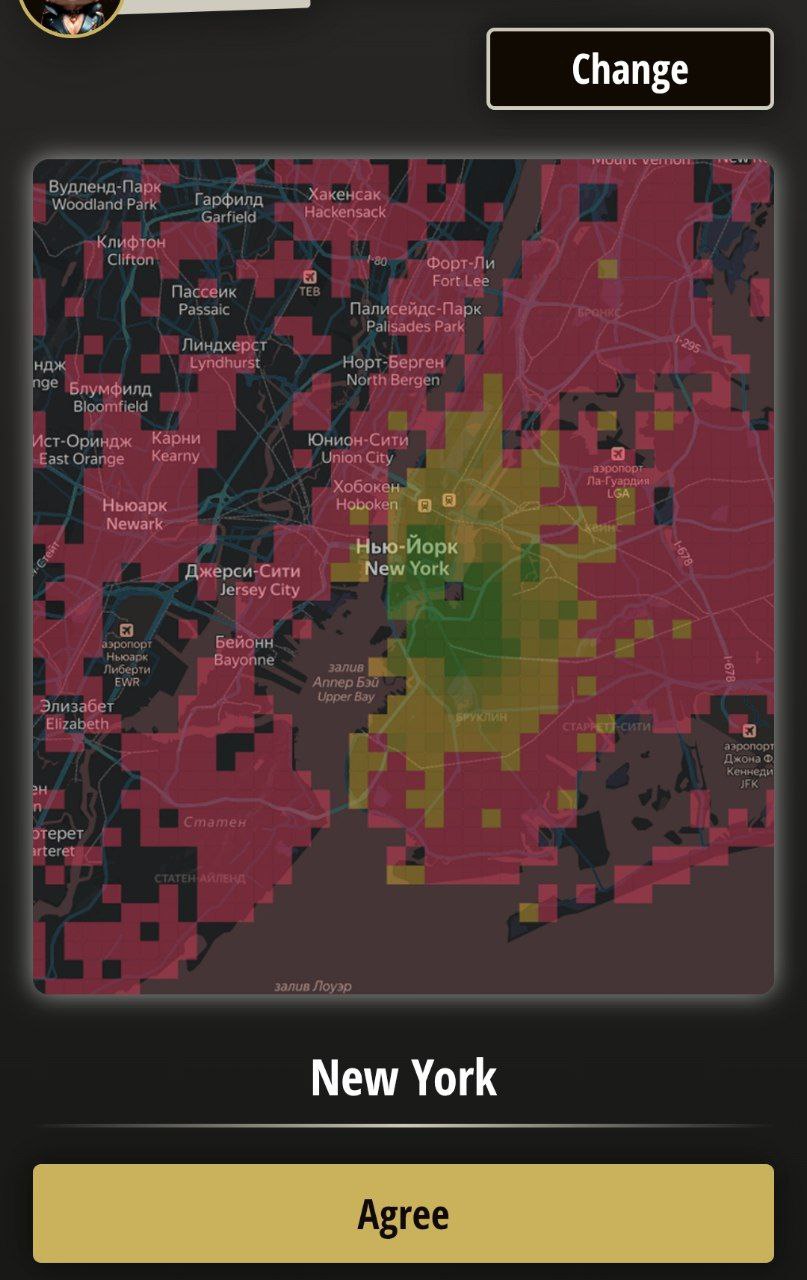 Change
Mount Vernon
Вудленд-Парк
Woodland Park
Гарфилд
Garfield
Хакенсак
Hackensack
Клифтон
Clifton
I-80
Форт-Ли
Fort Lee
TEB
Пассеик
Passaic
Палисейдс-Парк
Palisades Park
БРОНКС
I-295
Линдхерст
Lyndhurst
Норт-Берген
North Bergen
ндж
nge
Блумфилд
Bloomfield
Ист-Ориндж
East Orange
Карни
Kearny
Юнион-Сити
Union City
аэропорт
Ла-Гуардия
LGA
Хобокен
Hoboken
Ньюарк
Newark
Нью-Йорк
New York
I-678
Джерси-Сити
Jersey City
аэропорт
Ньюарк
Либерти
EWR
Бейонн
Bayonne
залив
Аппер Бэй
Upper Bay
I-678
Элизабет
Elizabeth
БРУКЛИН
СТАРРЕТТ-СИТИ
аэропорт
Джона Ф.
Кеннеди
JFK
ен
n
Статен
отерет
arteret
СТАТЕН-АЙЛЕНД
залив Лоуэр
New York
Agree